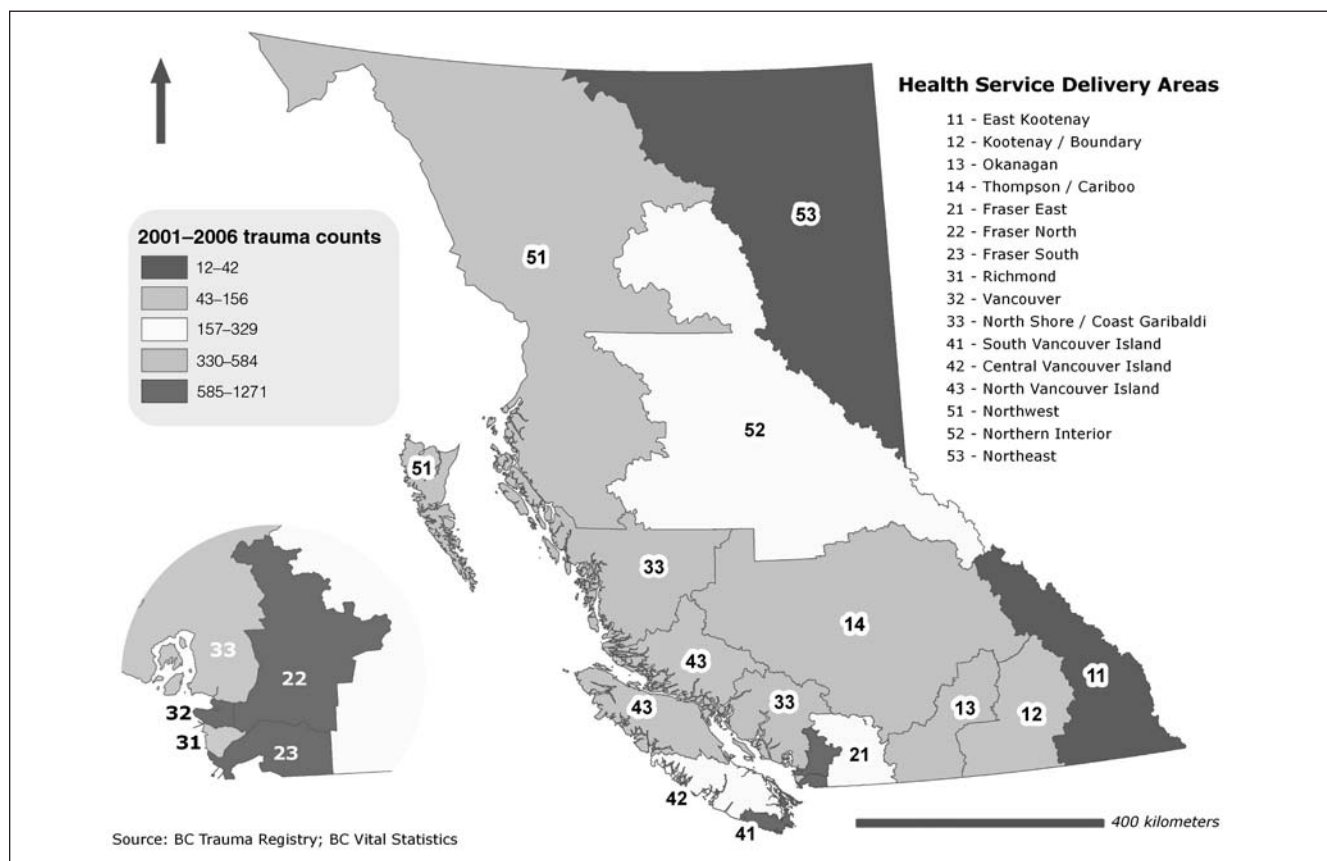 Health Service Delivery Areas
11 - East Kootenay
12 - Kootenay / Boundary
13 - Okanagan
14 - Thompson / Cariboo
21 - Fraser East
22 - Fraser North
23 - Fraser South
31 - Richmond
32 - Vancouver
33 - North Shore / Coast Garibaldi
41 - South Vancouver Island
42 - Central Vancouver Island
43 - North Vancouver Island
51 - Northwest
52 - Northern Interior
53 - Northeast
2001–2006 trauma counts
12–42
43–156
157–329
330–584
585–1271
53
51
52
51
33
14
43
11
43
33
13
12
21
42
41
33
22
32
31
23
400 kilometers
Source: BC Trauma Registry; BC Vital Statistics